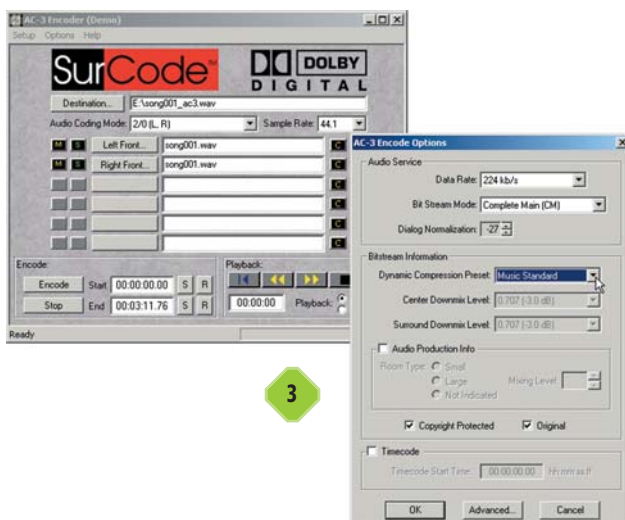 AC-3 Encoder (Demo)
Setup Options Help
SurCode™
DOLBY
DIGITAL
Destination... E:\song001_ac3.wav
Audio Coding Mode: 2/0 (L, R) Sample Rate: 44.1
M S Left Front... song001.wav C
M S Right Front... song001.wav C
C
C
C
C
Encode:
Encode Start 00:00:00.00 S R
Stop End 00:03:11.76 S R
Playback:
00:00:00 Playback:
Ready
3
AC-3 Encode Options
Audio Service
Data Rate: 224 kb/s
Bit Stream Mode: Complete Main (CM)
Dialog Normalization: -27
Bitstream Information
Dynamic Compression Preset: Music Standard
Center Downmix Level: 0.707 (-3.0 dB)
Surround Downmix Level: 0.707 (-3.0 dB)
Audio Production Info
Room Type: Small
Large Mixing Level:
Not Indicated
Copyright Protected Original
Timecode
Timecode Start Time: 00:00:00.00 hh:mm:ss:ff
OK Advanced... Cancel